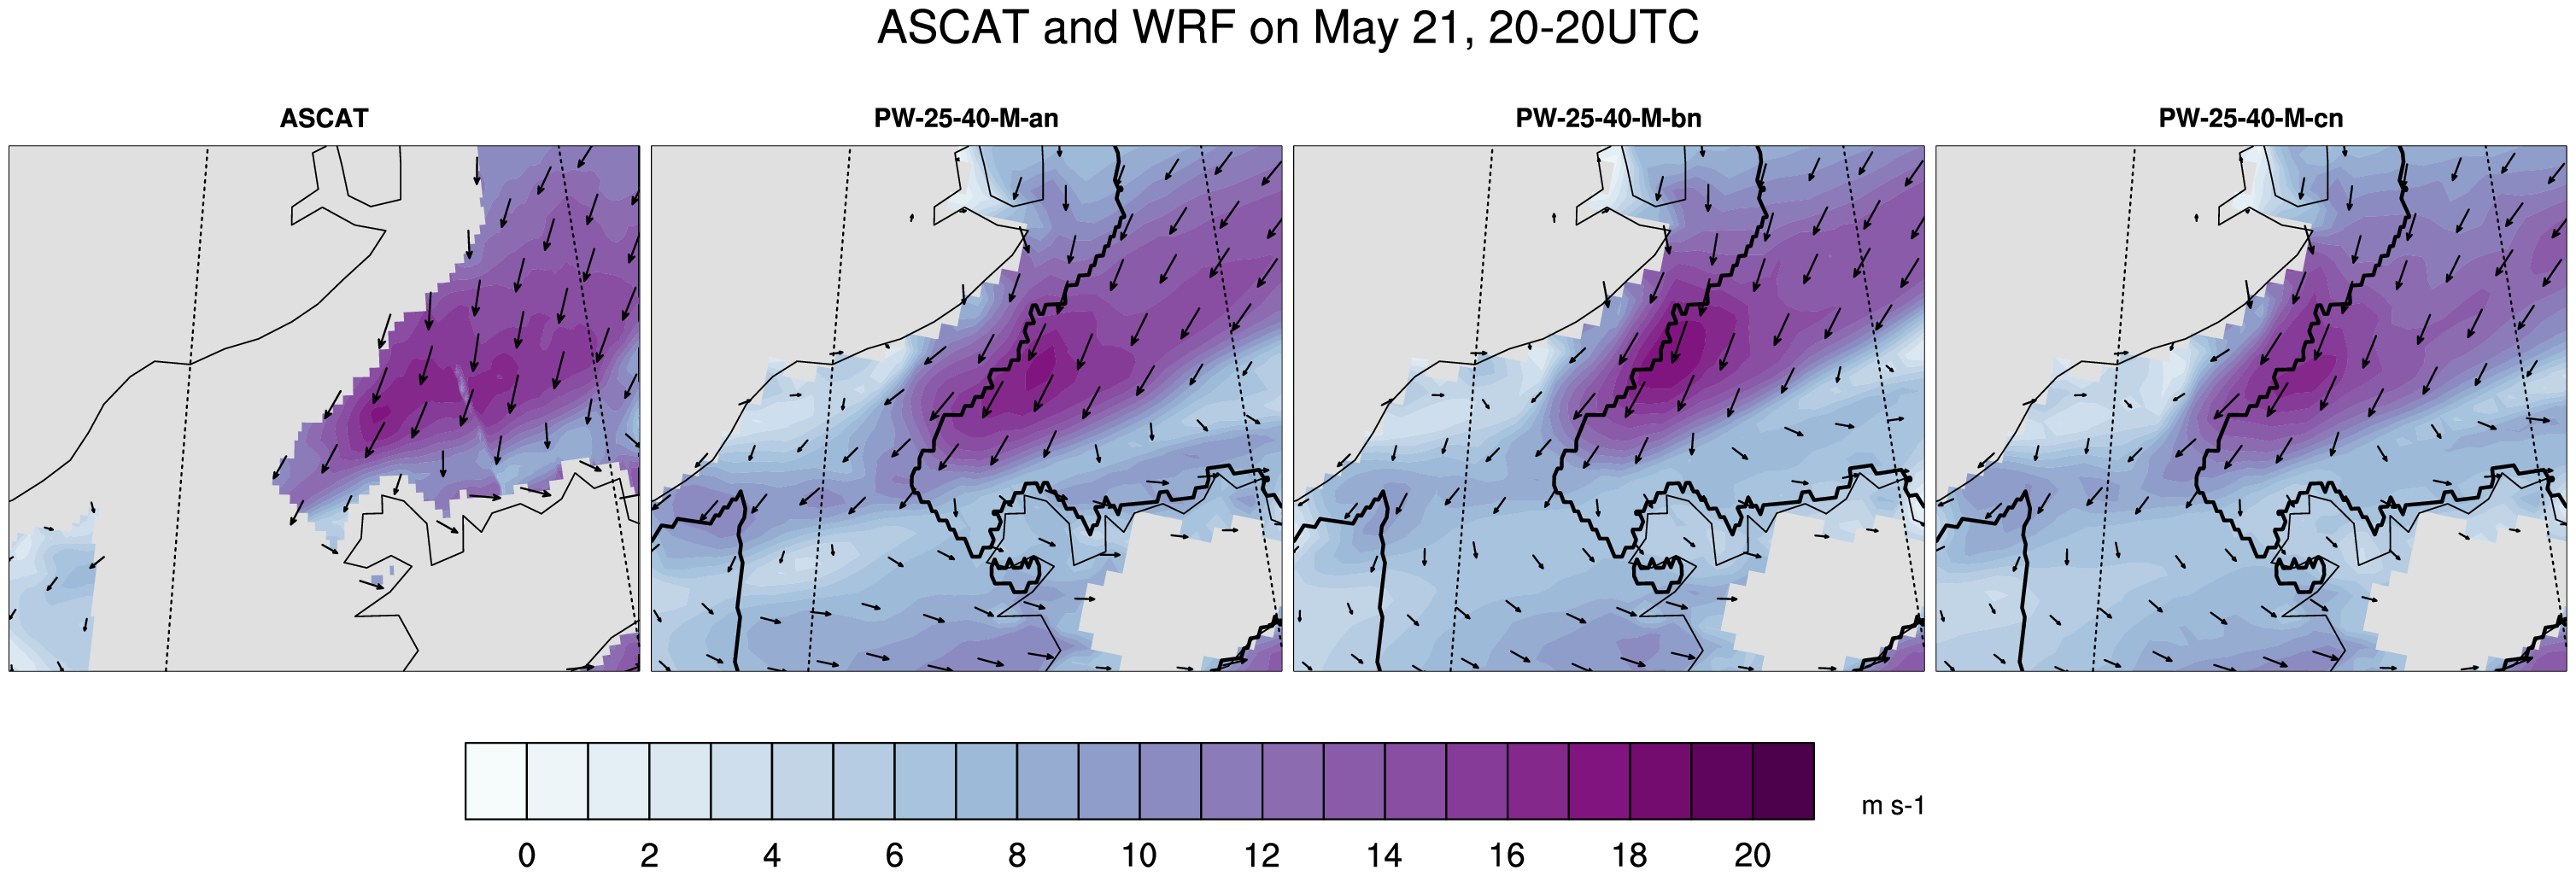 ASCAT and WRF on May 21, 20-20UTC
ASCAT
PW-25-40-M-an
PW-25-40-M-bn
PW-25-40-M-cn
m s-1
0 2 4 6 8 10 12 14 16 18 20